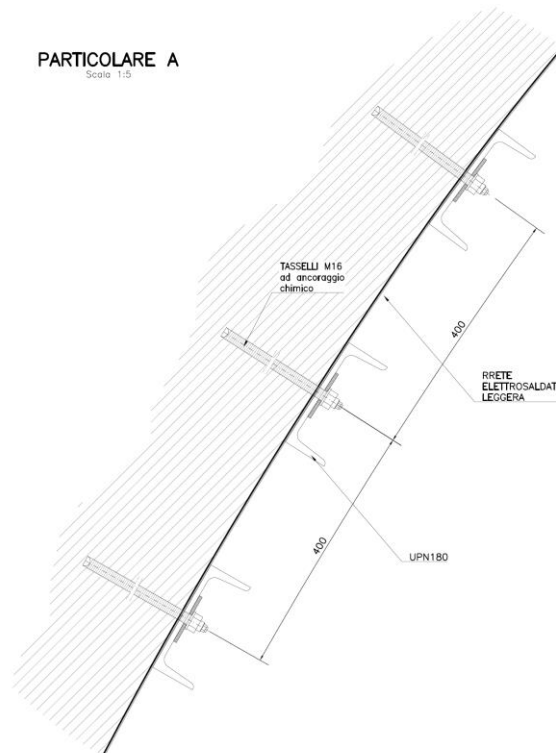 PARTICOLARE A
Scala 1:5
TASSELLI M16
ad ancoraggio
chimico
400
RRETE
ELETTROSALDAT
LEGGERA
400
UPN180